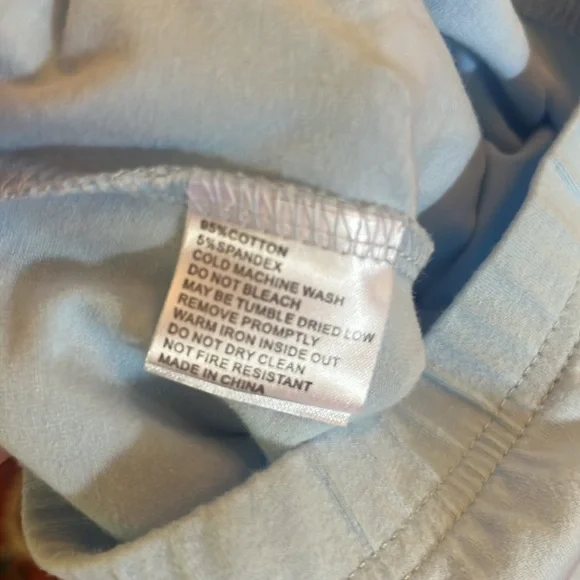 95%COTTON
5%SPANDEX
COLD MACHINE WASH
DO NOT BLEACH
MAY BE TUMBLE DRIED LOW
REMOVE PROMPTLY
WARM IRON INSIDE OUT
DO NOT DRY CLEAN
NOT FIRE RESISTANT
MADE IN CHINA